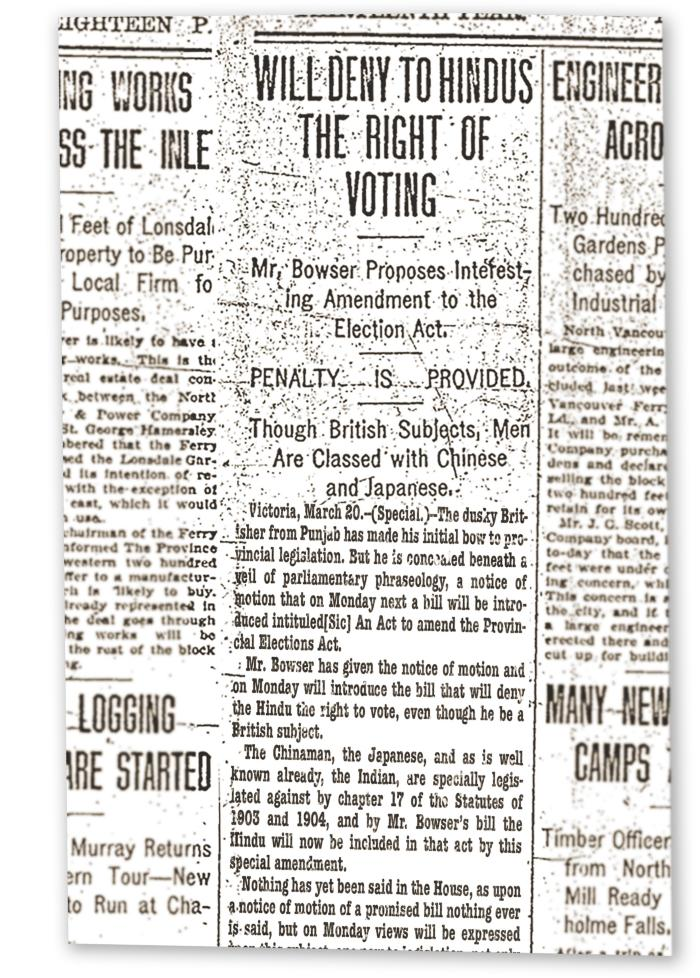 EIGHTEEN P.
NG WORKS
SS THE INLE
Feet of Lonsdal
roperty to Be Pur-
Local Firm fo
Purposes.
er is likely to have
works. This is the
real estate deal con-
between the North
& Power Company
St. George Hamersley
bered that the Ferry
ed the Lonsdale Gar-
d its intention of re-
with the exception of
east, which it would
use.
chairman of the Ferry
nformed The Province
western two hundred
ffer to a manufactur-
h is likely to buy.
lready represented in
he deal goes through
ng works will be
the rest of the block
g.
LOGGING
ARE STARTED
Murray Returns
ern Tour—New
to Run at Cha-
WILL DENY TO HINDUS
THE RIGHT OF
VOTING
Mr. Bowser Proposes Interest-
ing Amendment to the
Election Act.
PENALTY IS PROVIDED.
Though British Subjects, Men
Are Classed with Chinese
and Japanese.
Victoria, March 20.–(Special.)–The dusky Brit-
isher from Punjab has made his initial bow to pro-
vincial legislation. But he is concealed beneath a
veil of parliamentary phraseology, a notice of
motion that on Monday next a bill will be intro-
duced intituled[Sic] An Act to amend the Provin-
cial Elections Act.
Mr. Bowser has given the notice of motion and
on Monday will introduce the bill that will deny
the Hindu the right to vote, even though he be a
British subject.
The Chinaman, the Japanese, and as is well
known already, the Indian, are specially legis-
lated against by chapter 17 of the Statutes of
1903 and 1904, and by Mr. Bowser's bill the
Hindu will now be included in that act by this
special amendment.
Nothing has yet been said in the House, as upon
a notice of motion of a promised bill nothing ever
is said, but on Monday views will be expressed
ENGINEER
ACRO
Two Hundred
Gardens P
chased by
Industrial
North Vancou
large engineerin
outcome of the
cluded last wee
Vancouver Ferr
Ld., and Mr. A.
It will be remem
Company purcha
dens and declare
selling the block
two hundred feet
retain for its ow
Mr. J. G. Scott,
Company board, i
to-day that the
feet were under
ing concern, whi
This concern is a
the city, and if t
a large engineer
erected there and
cut up for buildi
MANY NEW
CAMPS
Timber Officer
from North
Mill Ready
holme Falls.